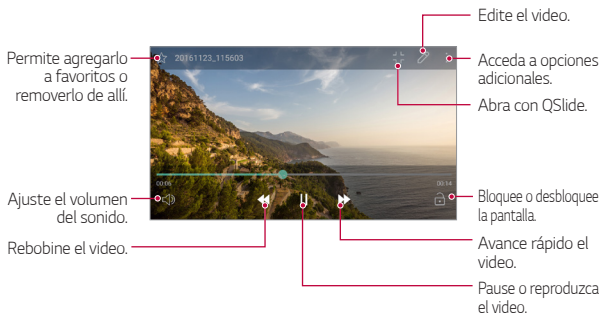 Edite el video.
Permite agregarlo
a favoritos o
removerlo de allí.
20161123_115603
Acceda a opciones
adicionales.
Abra con QSlide.
00:06
00:14
Ajuste el volumen
del sonido.
Bloquee o desbloquee
la pantalla.
Rebobine el video.
Avance rápido el
video.
Pause o reproduzca
el video.